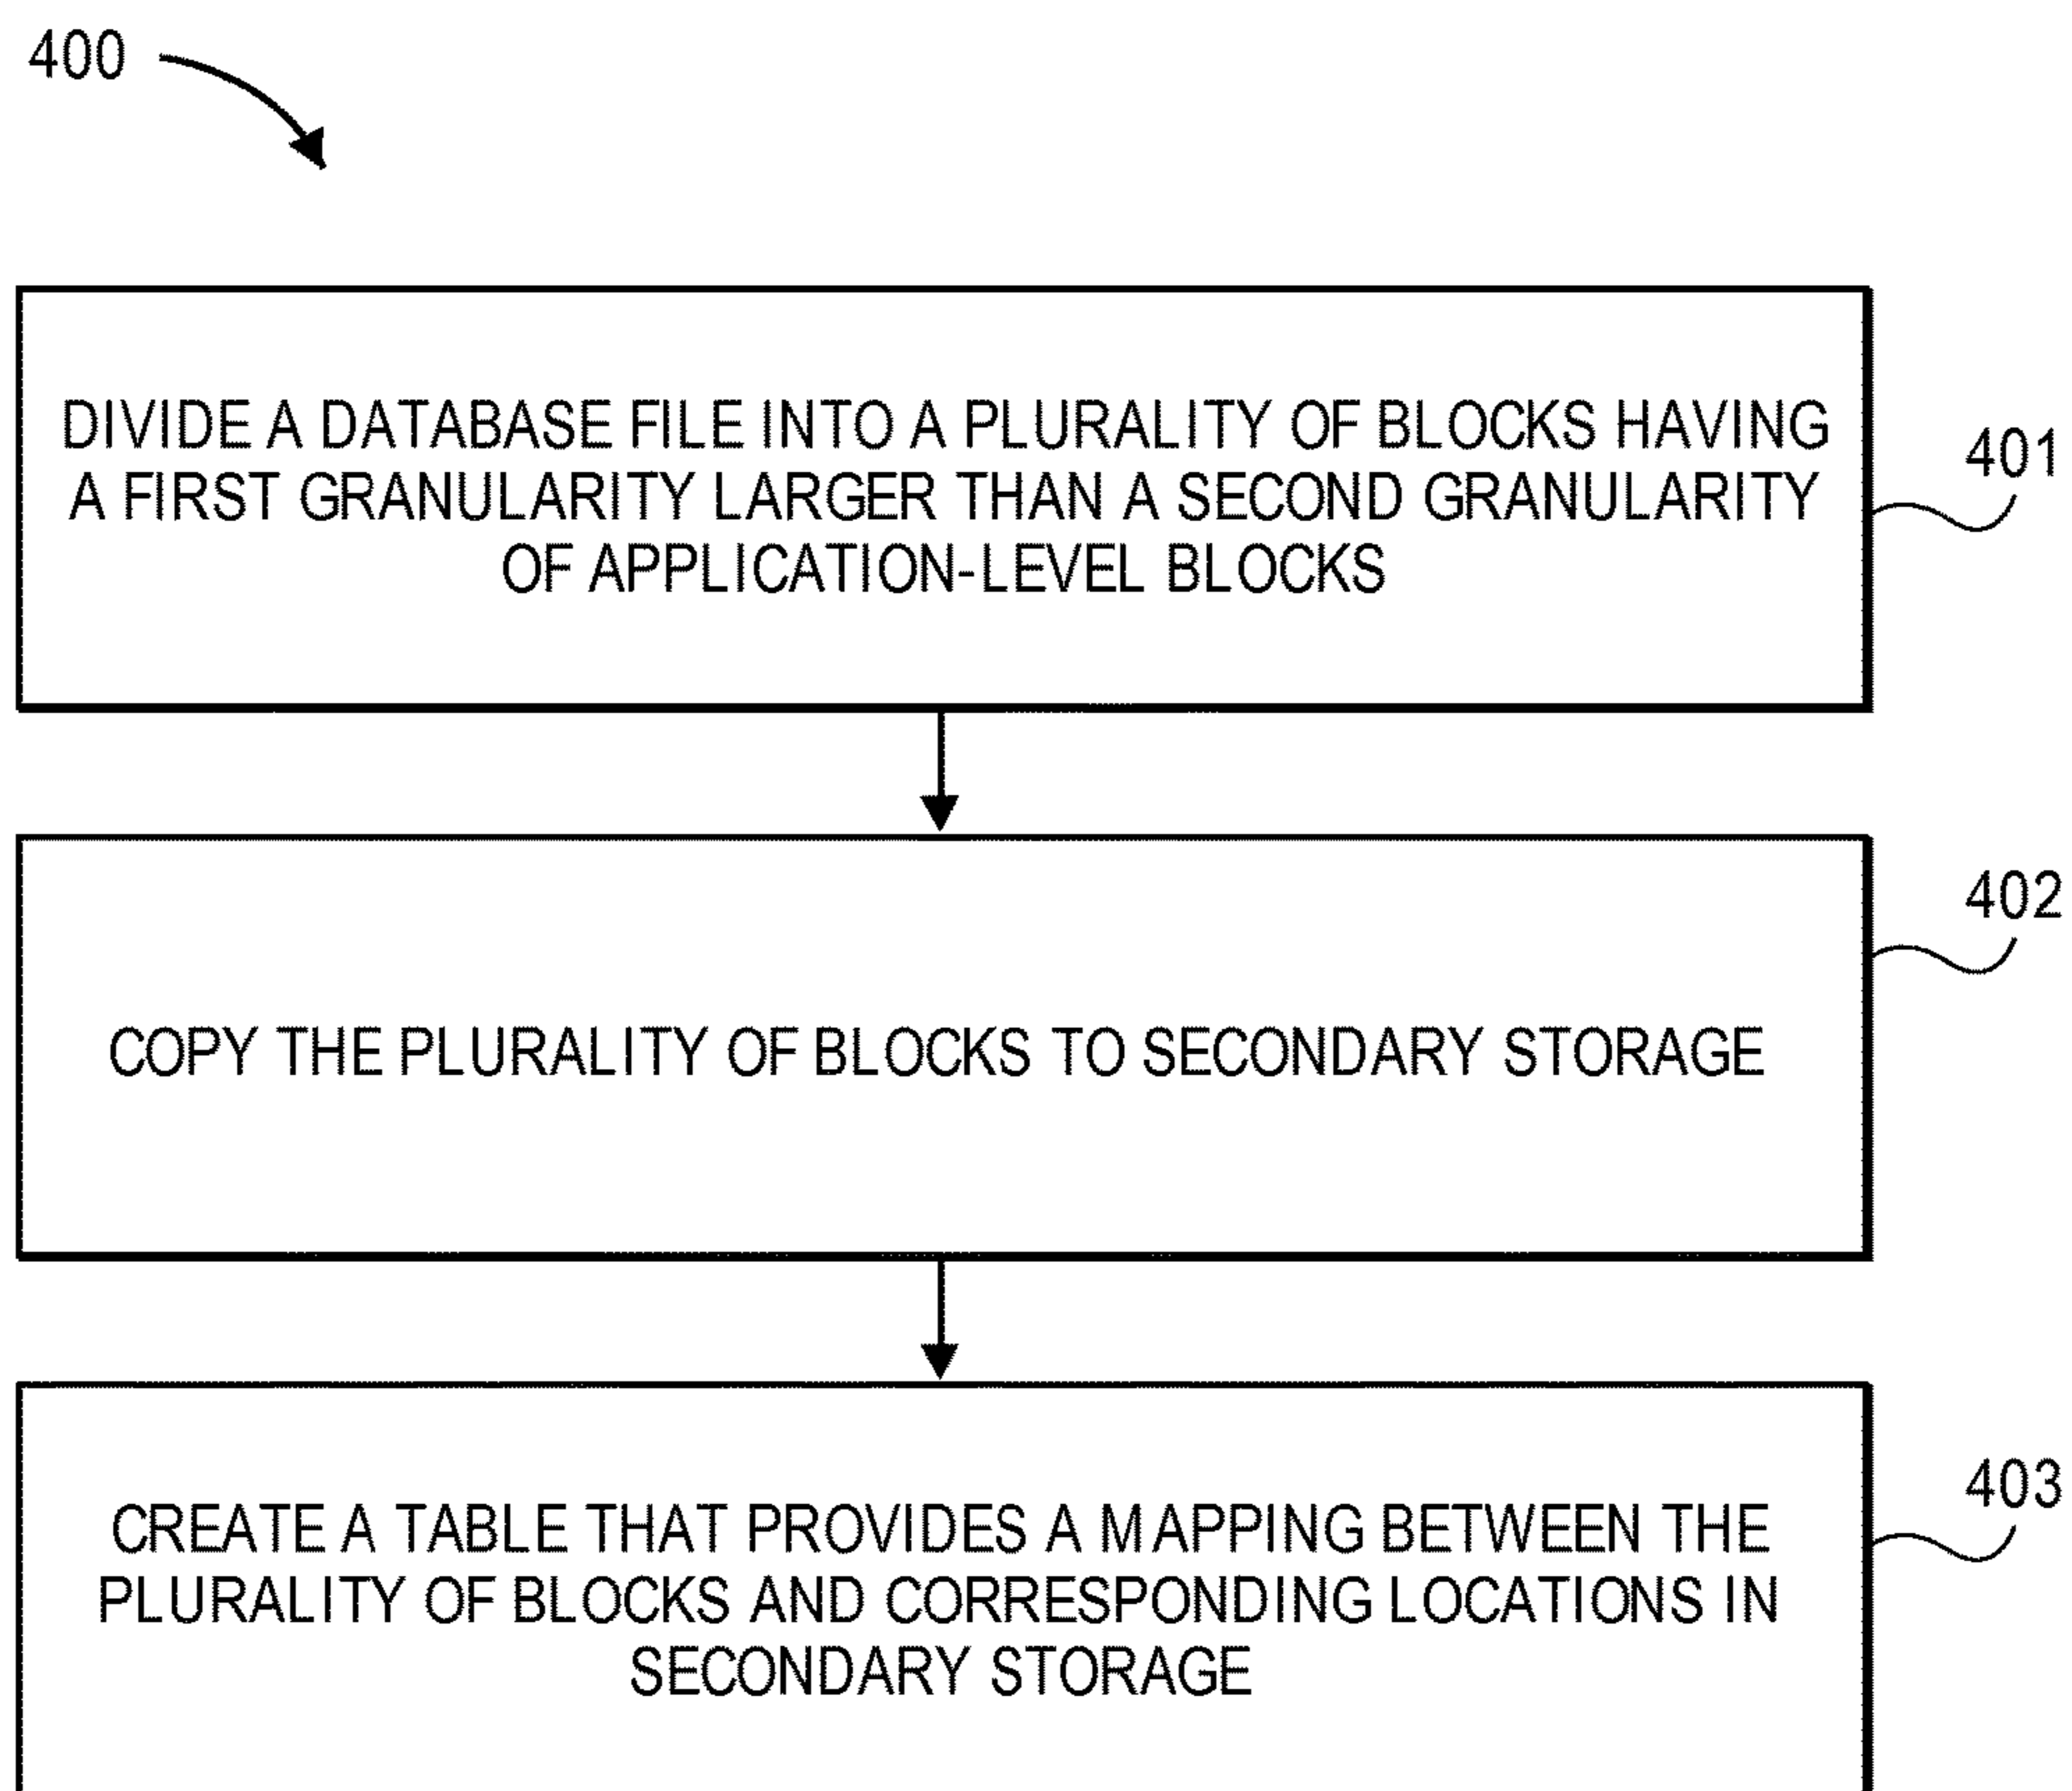 400
DIVIDE A DATABASE FILE INTO A PLURALITY OF BLOCKS HAVING
A FIRST GRANULARITY LARGER THAN A SECOND GRANULARITY
OF APPLICATION-LEVEL BLOCKS
401
COPY THE PLURALITY OF BLOCKS TO SECONDARY STORAGE
402
CREATE A TABLE THAT PROVIDES A MAPPING BETWEEN THE
PLURALITY OF BLOCKS AND CORRESPONDING LOCATIONS IN
SECONDARY STORAGE
403